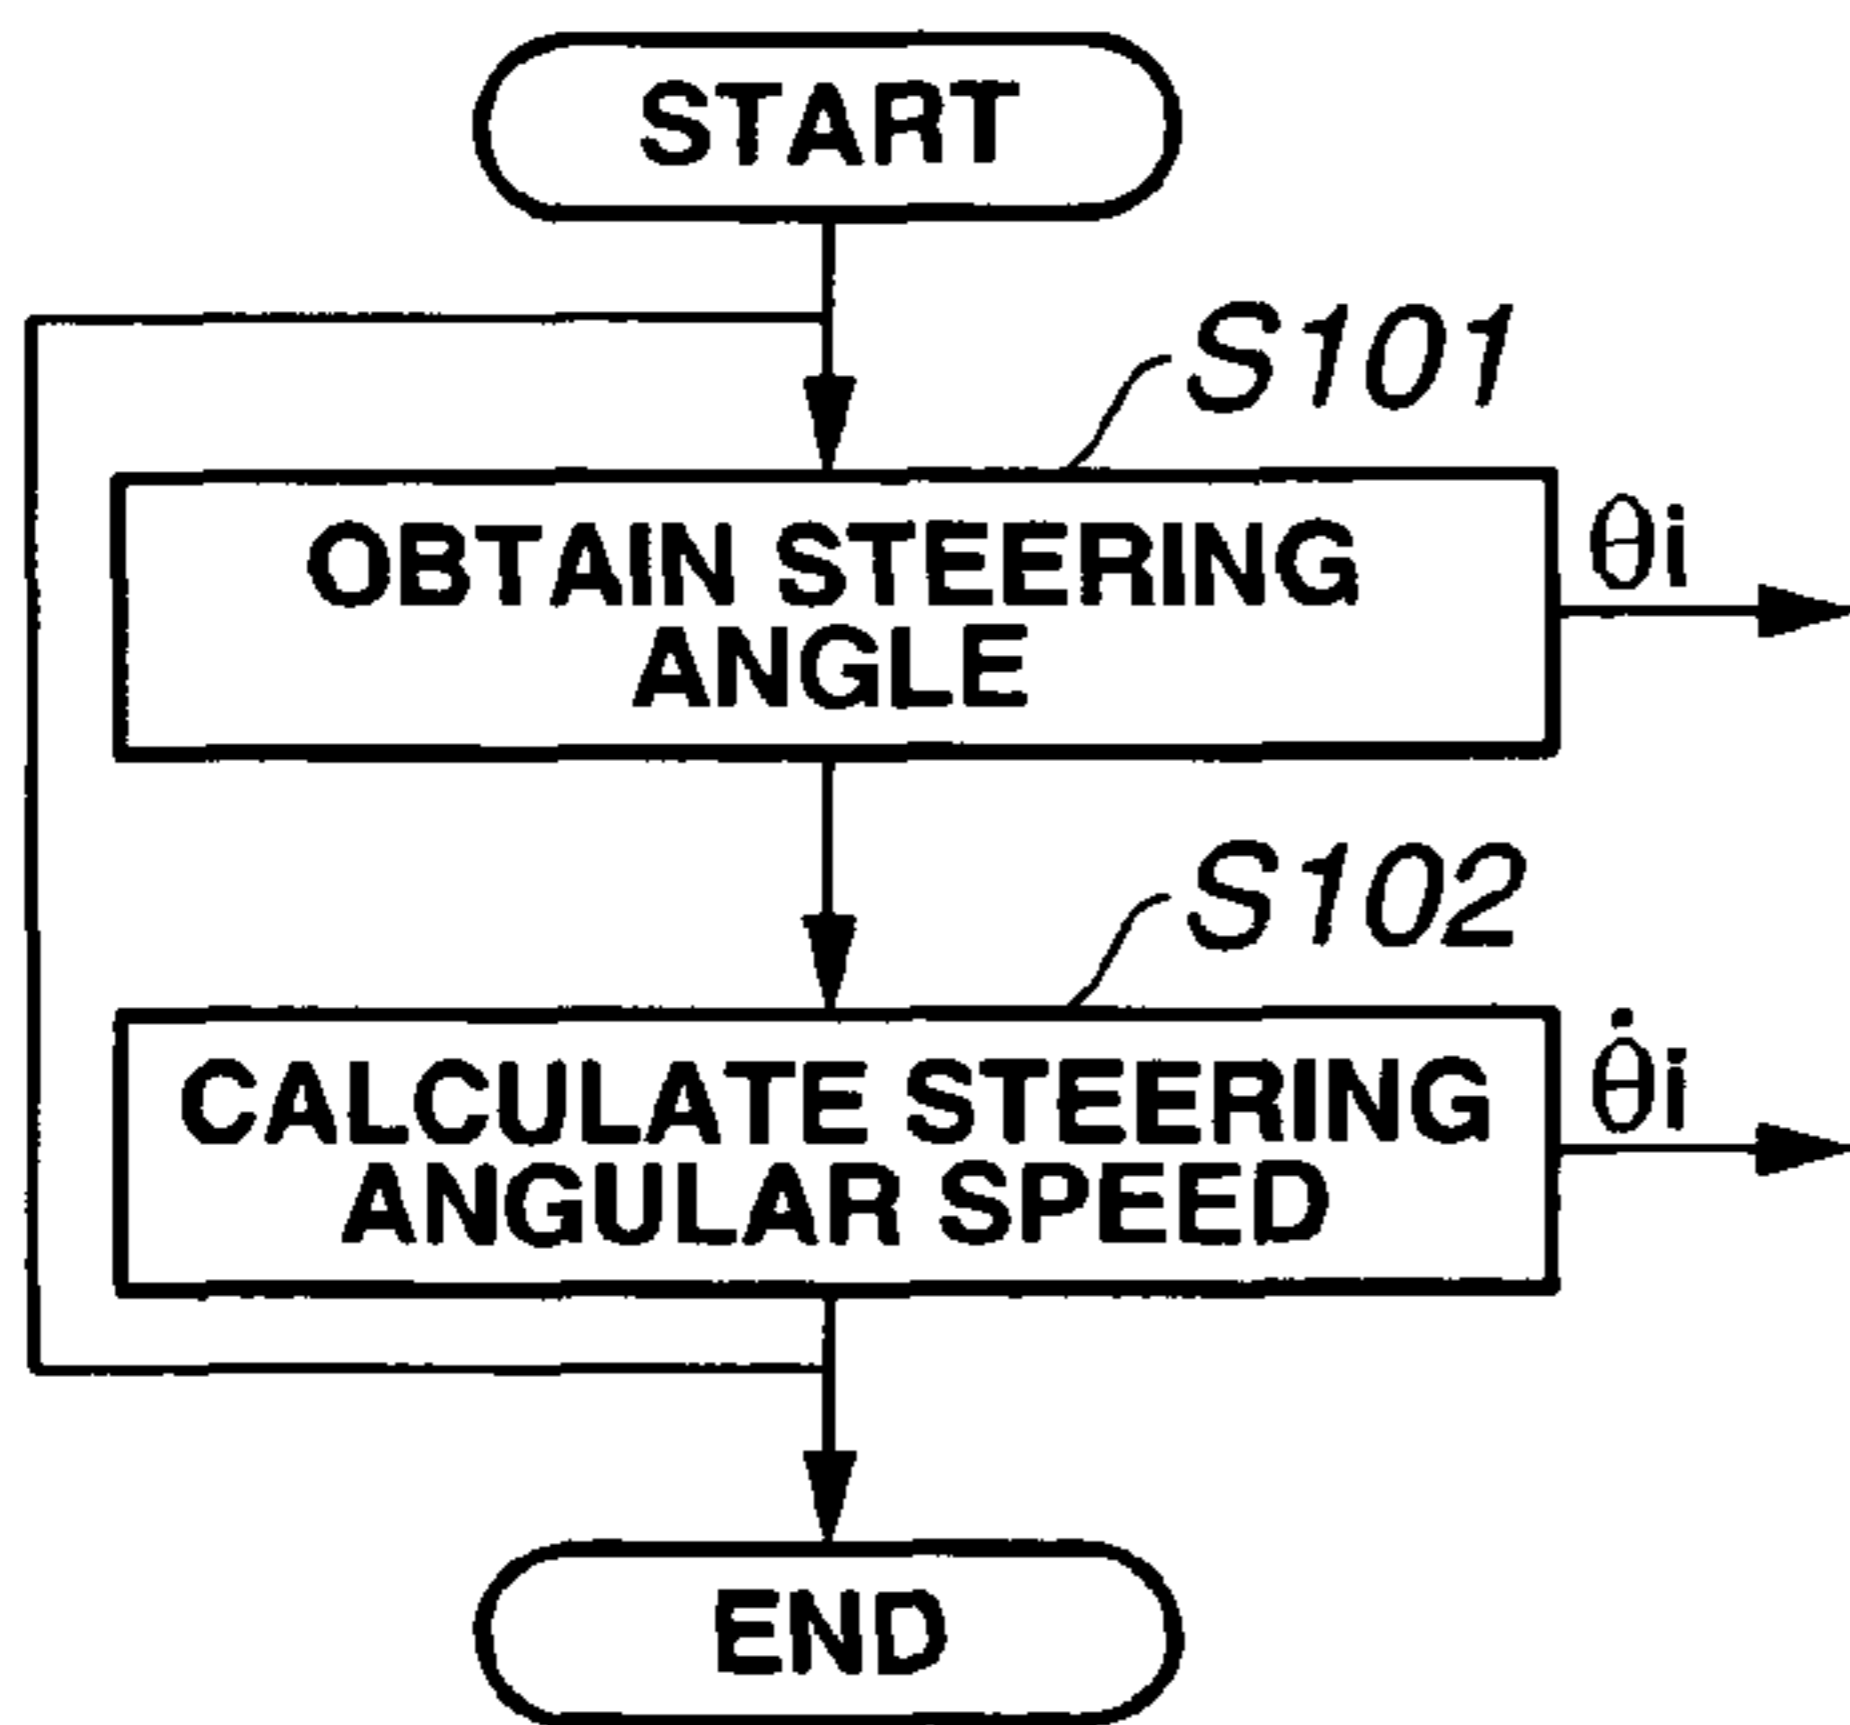 START
S101
OBTAIN STEERING
ANGLE
θi
S102
CALCULATE STEERING
ANGULAR SPEED
θ̇i
END